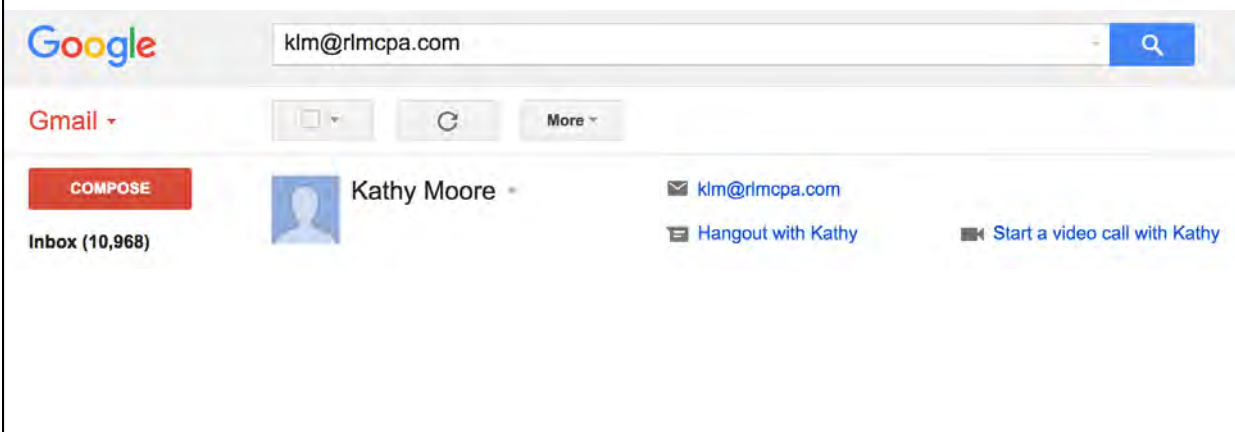 Google
klm@rlmcpa.com
Gmail
More
COMPOSE
Kathy Moore
klm@rlmcpa.com
Inbox (10,968)
Hangout with Kathy
Start a video call with Kathy